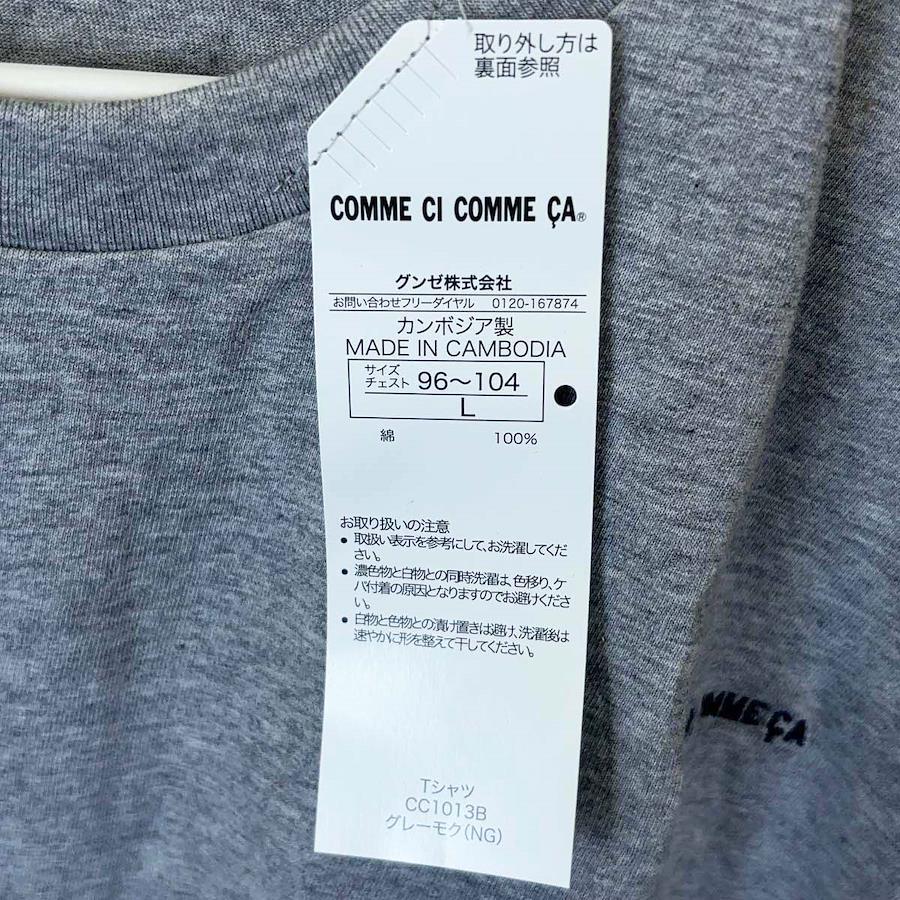 取り外し方は
裏面参照
COMME CI COMME ÇA®
グンゼ株式会社
お問い合わせフリーダイヤル 0120-167874
カンボジア製
MADE IN CAMBODIA
サイズ
チェスト 96～104
L
綿 100%
お取り扱いの注意
● 取扱い表示を参考にして、お洗濯してくだ
さい。
● 濃色物と白物との同時洗濯は、色移り、ケ
バ付着の原因となりますのでお避けくださ
い。
● 白物と色物との漬け置きは避け、洗濯後は
速やかに形を整えて干してください。
MME ÇA
Tシャツ
CC1013B
グレーモク(NG)